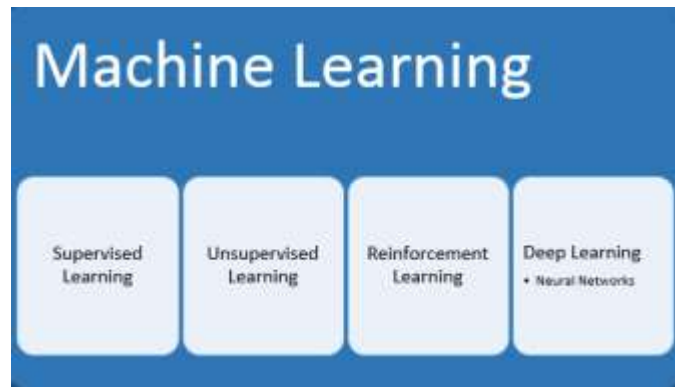 Machine Learning
Supervised
Learning
Unsupervised
Learning
Reinforcement
Learning
Deep Learning
• Neural Networks